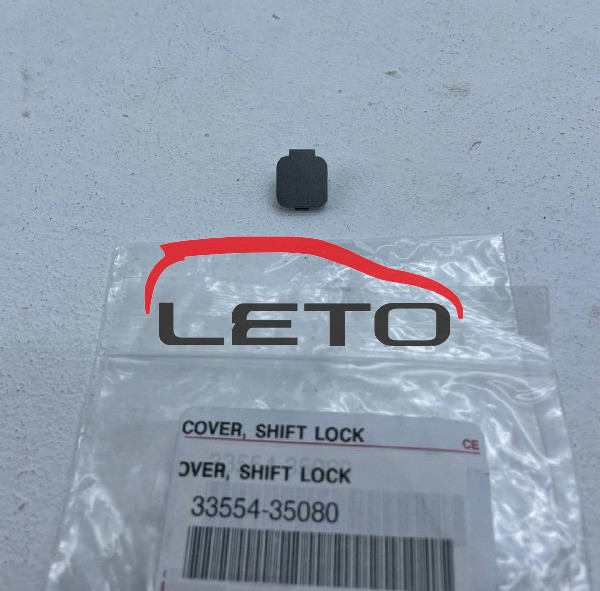 LETO
COVER, SHIFT LOCK
CE
OVER, SHIFT LOCK
33554-35080